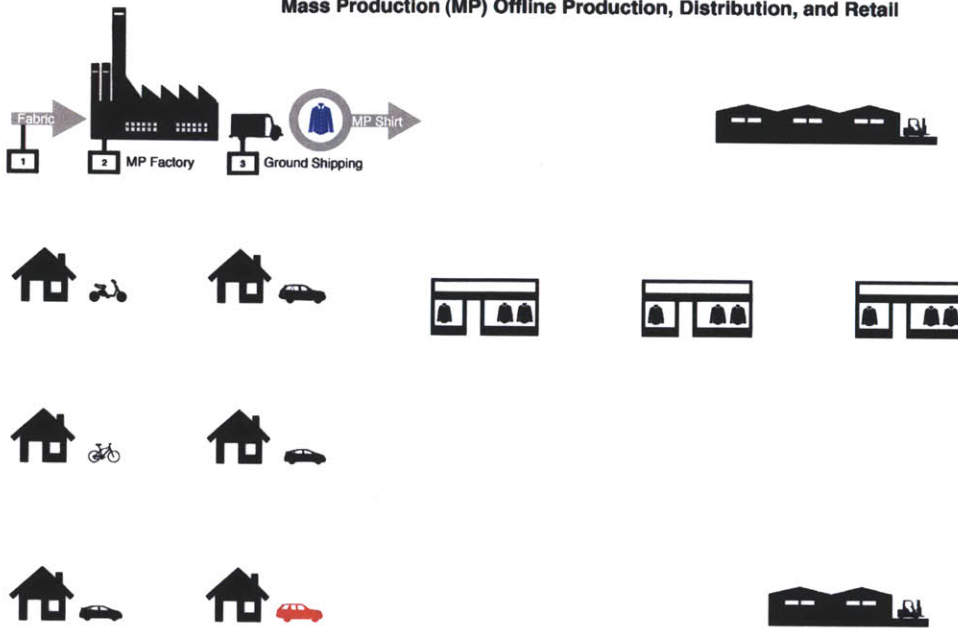 Mass Production (MP) Offline Production, Distribution, and Retail
Fabric
MP Shirt
1
2 MP Factory
3 Ground Shipping